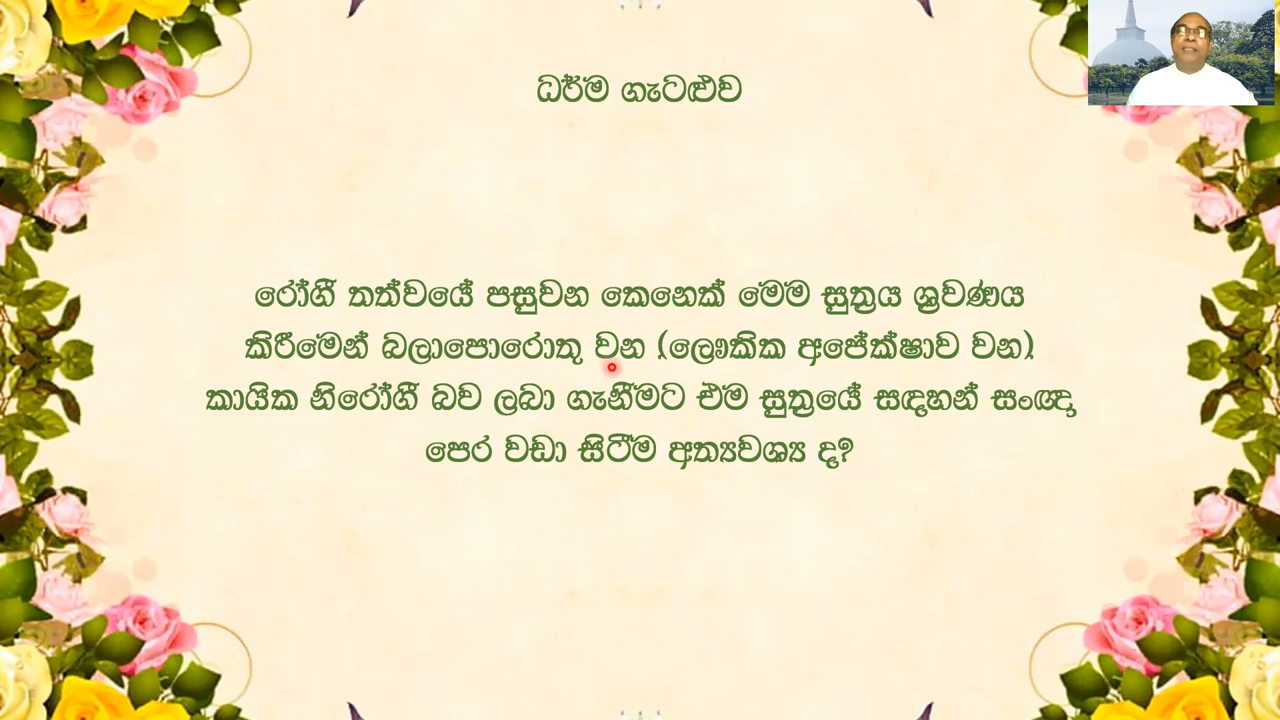 ධර්ම ගැටළුව
රෝගී තත්වයේ පසුවන කෙනෙක් මෙම සුත්‍රය ශ්‍රවණය
කිරීමෙන් බලාපොරොතු වන (ලෞකික අපේක්ෂාව වන)
කායික නිරෝගී බව ලබා ගැනීමට එම සුත්‍රයේ සඳහන් සංඥා
පෙර වඩා සිටීම අත්‍යවශ්‍ය ද?